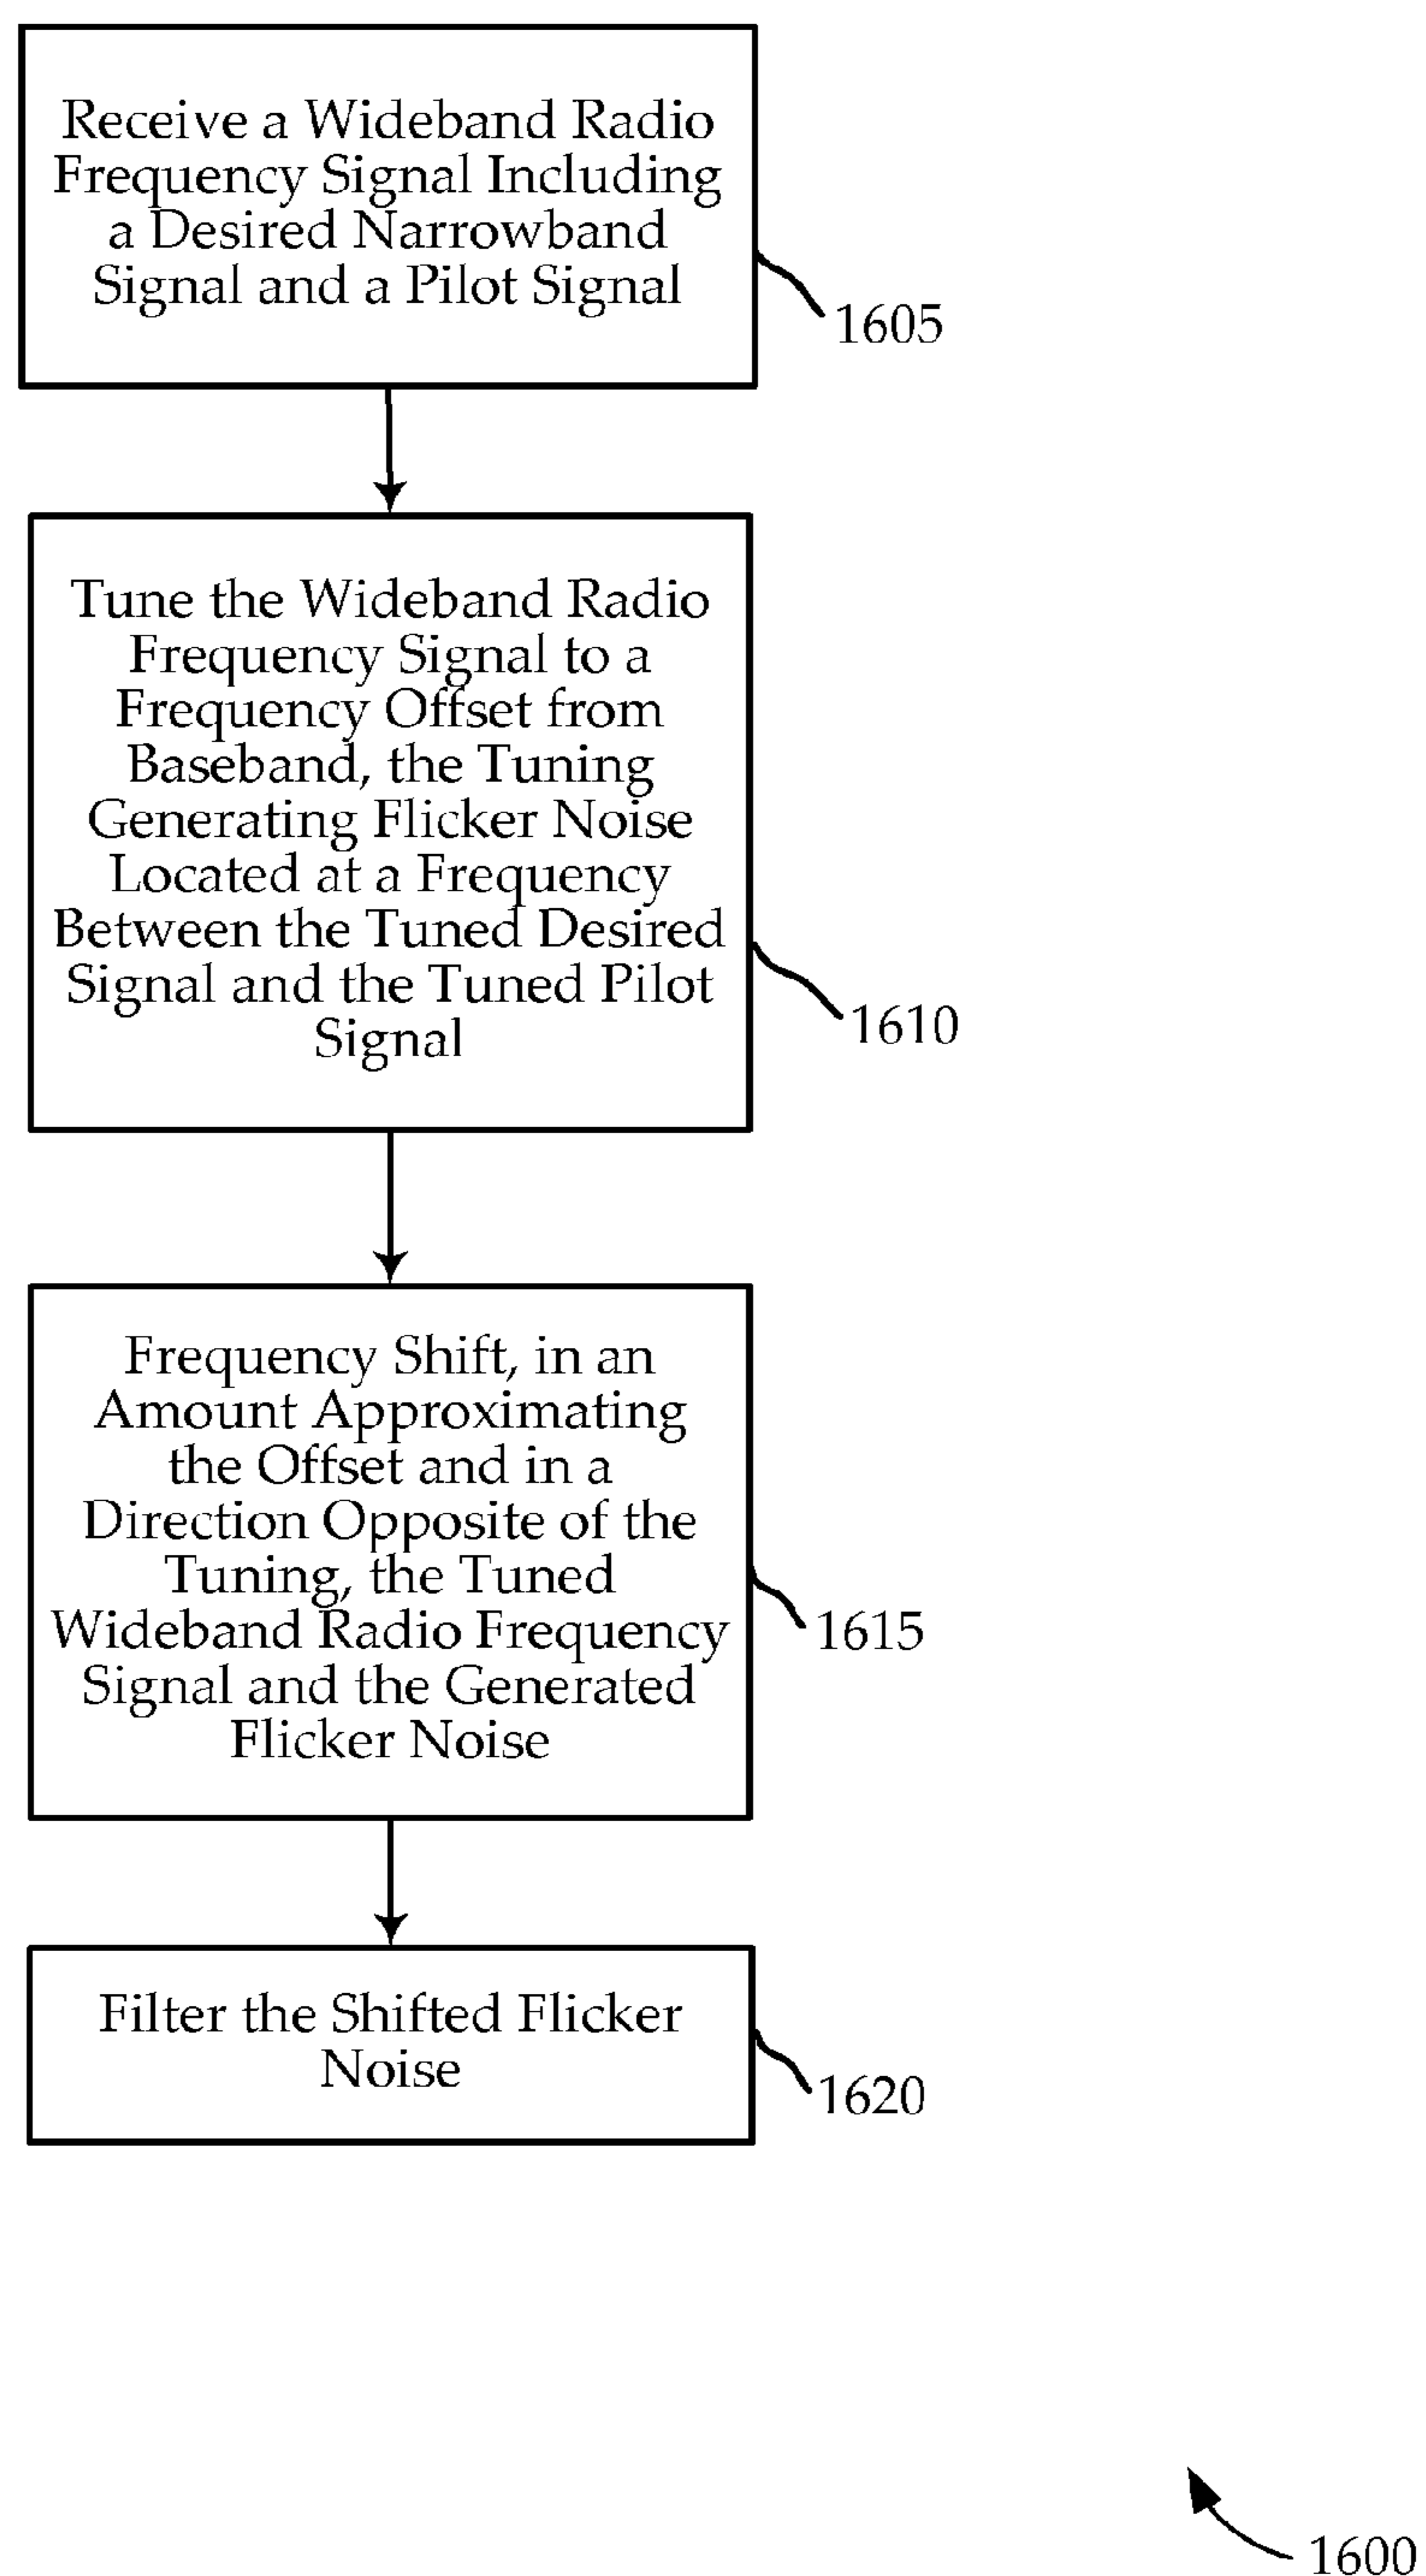 Receive a Wideband Radio
Frequency Signal Including
a Desired Narrowband
Signal and a Pilot Signal
1605
Tune the Wideband Radio
Frequency Signal to a
Frequency Offset from
Baseband, the Tuning
Generating Flicker Noise
Located at a Frequency
Between the Tuned Desired
Signal and the Tuned Pilot
Signal
1610
Frequency Shift, in an
Amount Approximating
the Offset and in a
Direction Opposite of the
Tuning, the Tuned
Wideband Radio Frequency
Signal and the Generated
Flicker Noise
1615
Filter the Shifted Flicker
Noise
1620
1600